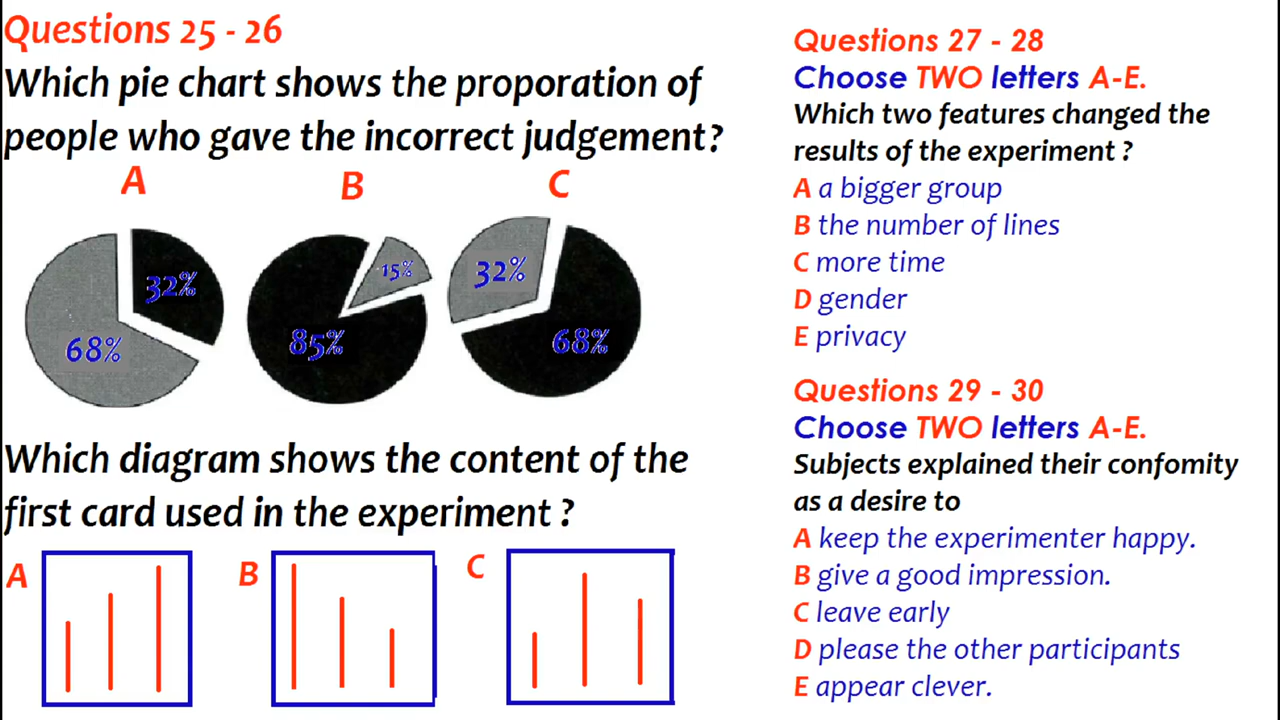 Questions 25 - 26
Which pie chart shows the proporation of
people who gave the incorrect judgement?
A
B
C
32%
68%
15%
85%
32%
68%
Which diagram shows the content of the
first card used in the experiment ?
A
B
C
Questions 27 - 28
Choose TWO letters A-E.
Which two features changed the
results of the experiment ?
A a bigger group
B the number of lines
C more time
D gender
E privacy
Questions 29 - 30
Choose TWO letters A-E.
Subjects explained their confomity
as a desire to
A keep the experimenter happy.
B give a good impression.
C leave early
D please the other participants
E appear clever.